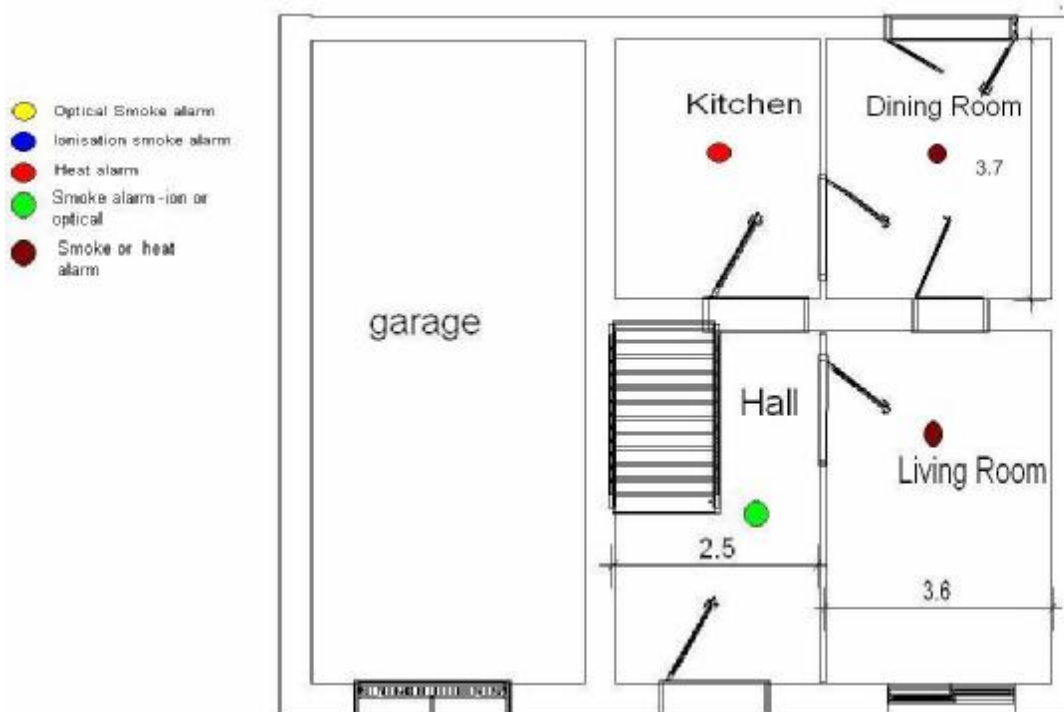 Optical Smoke alarm
Ionisation smoke alarm
Heat alarm
Smoke alarm-ion or
optical
Smoke or heat
alarm
Kitchen
Dining Room
3.7
garage
Hall
Living Room
2.5
3.6